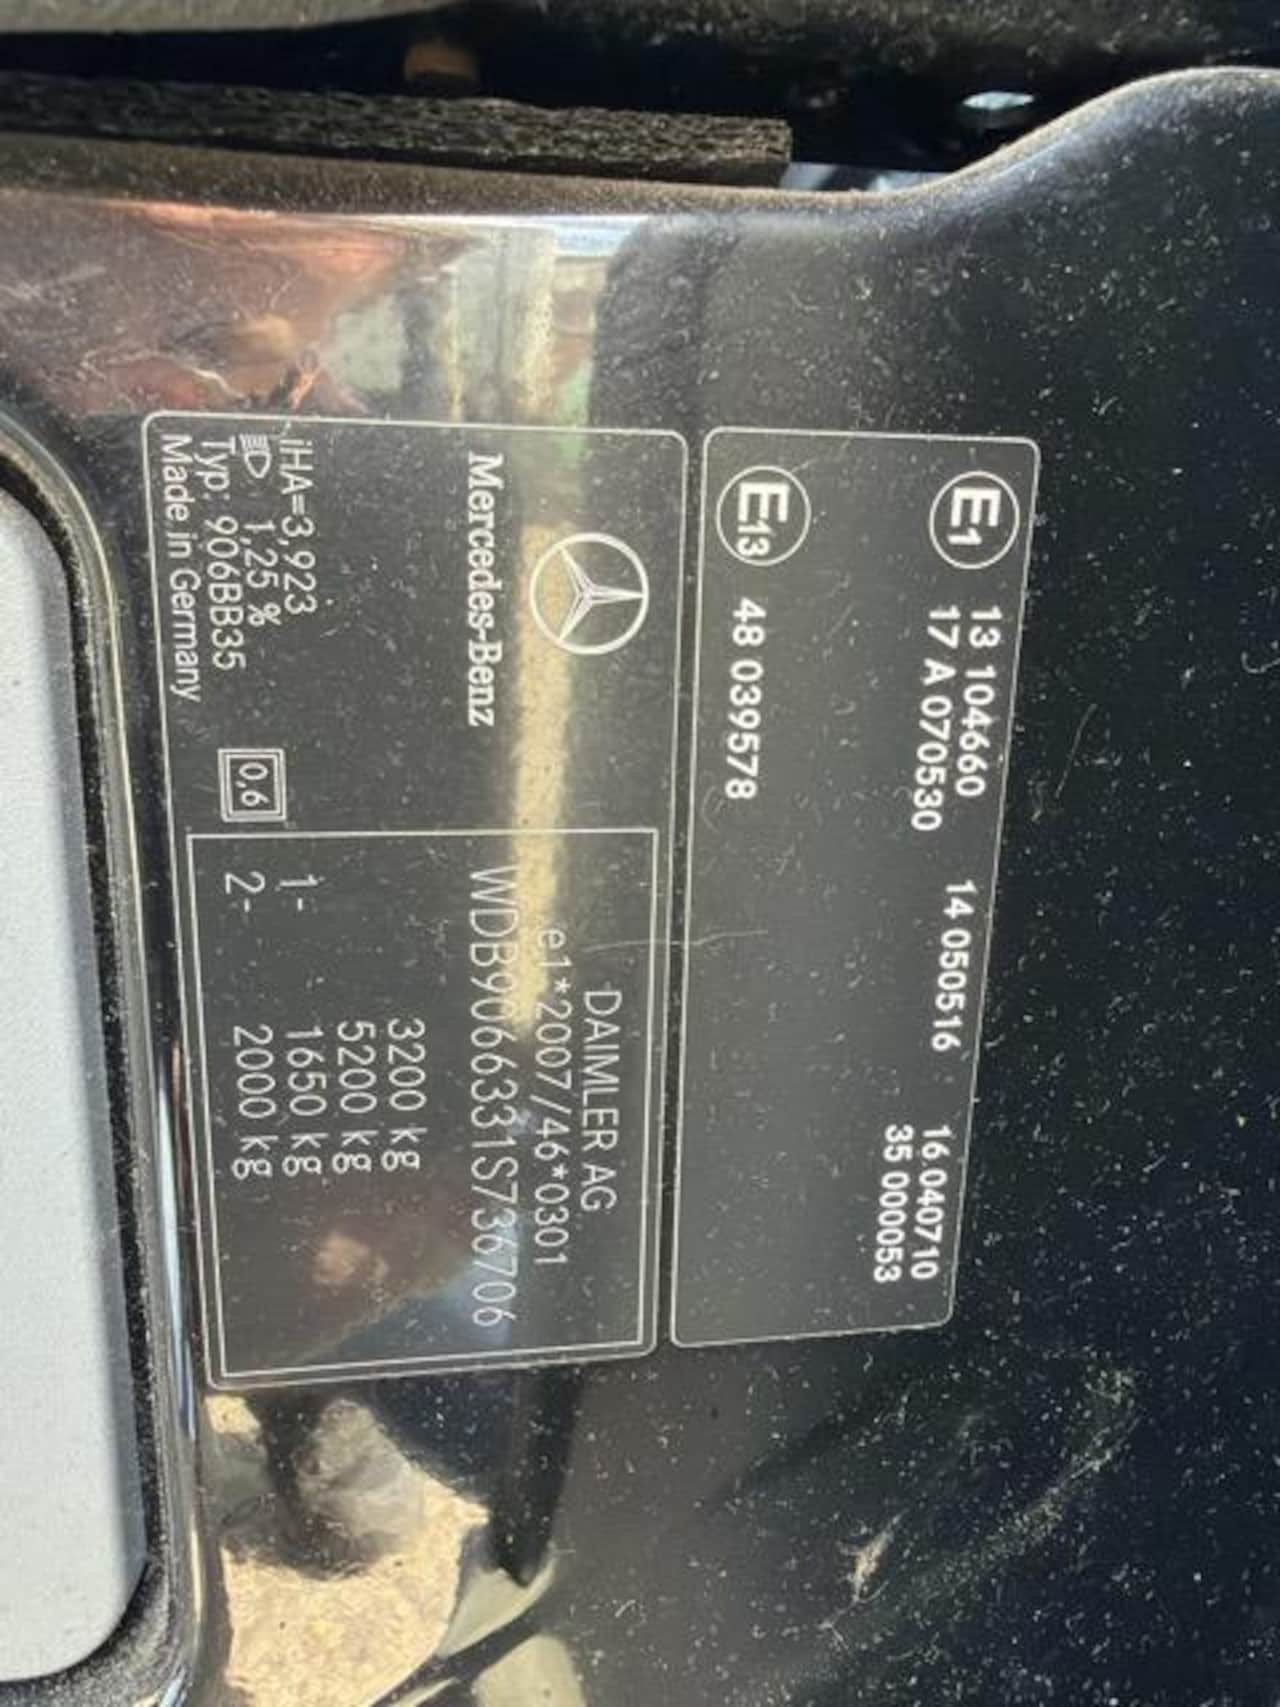 E1 13 104660 14 050516 16 040710
17 A 070530 35 000053
E13 48 039578
Mercedes-Benz
iHA=3,923
1,25 %
Typ: 906BB35
Made in Germany
0,6
DAIMLER AG
e1*2007/46*0301
WDB9066331S736706
3200 kg
5200 kg
1- 1650 kg
2- 2000 kg